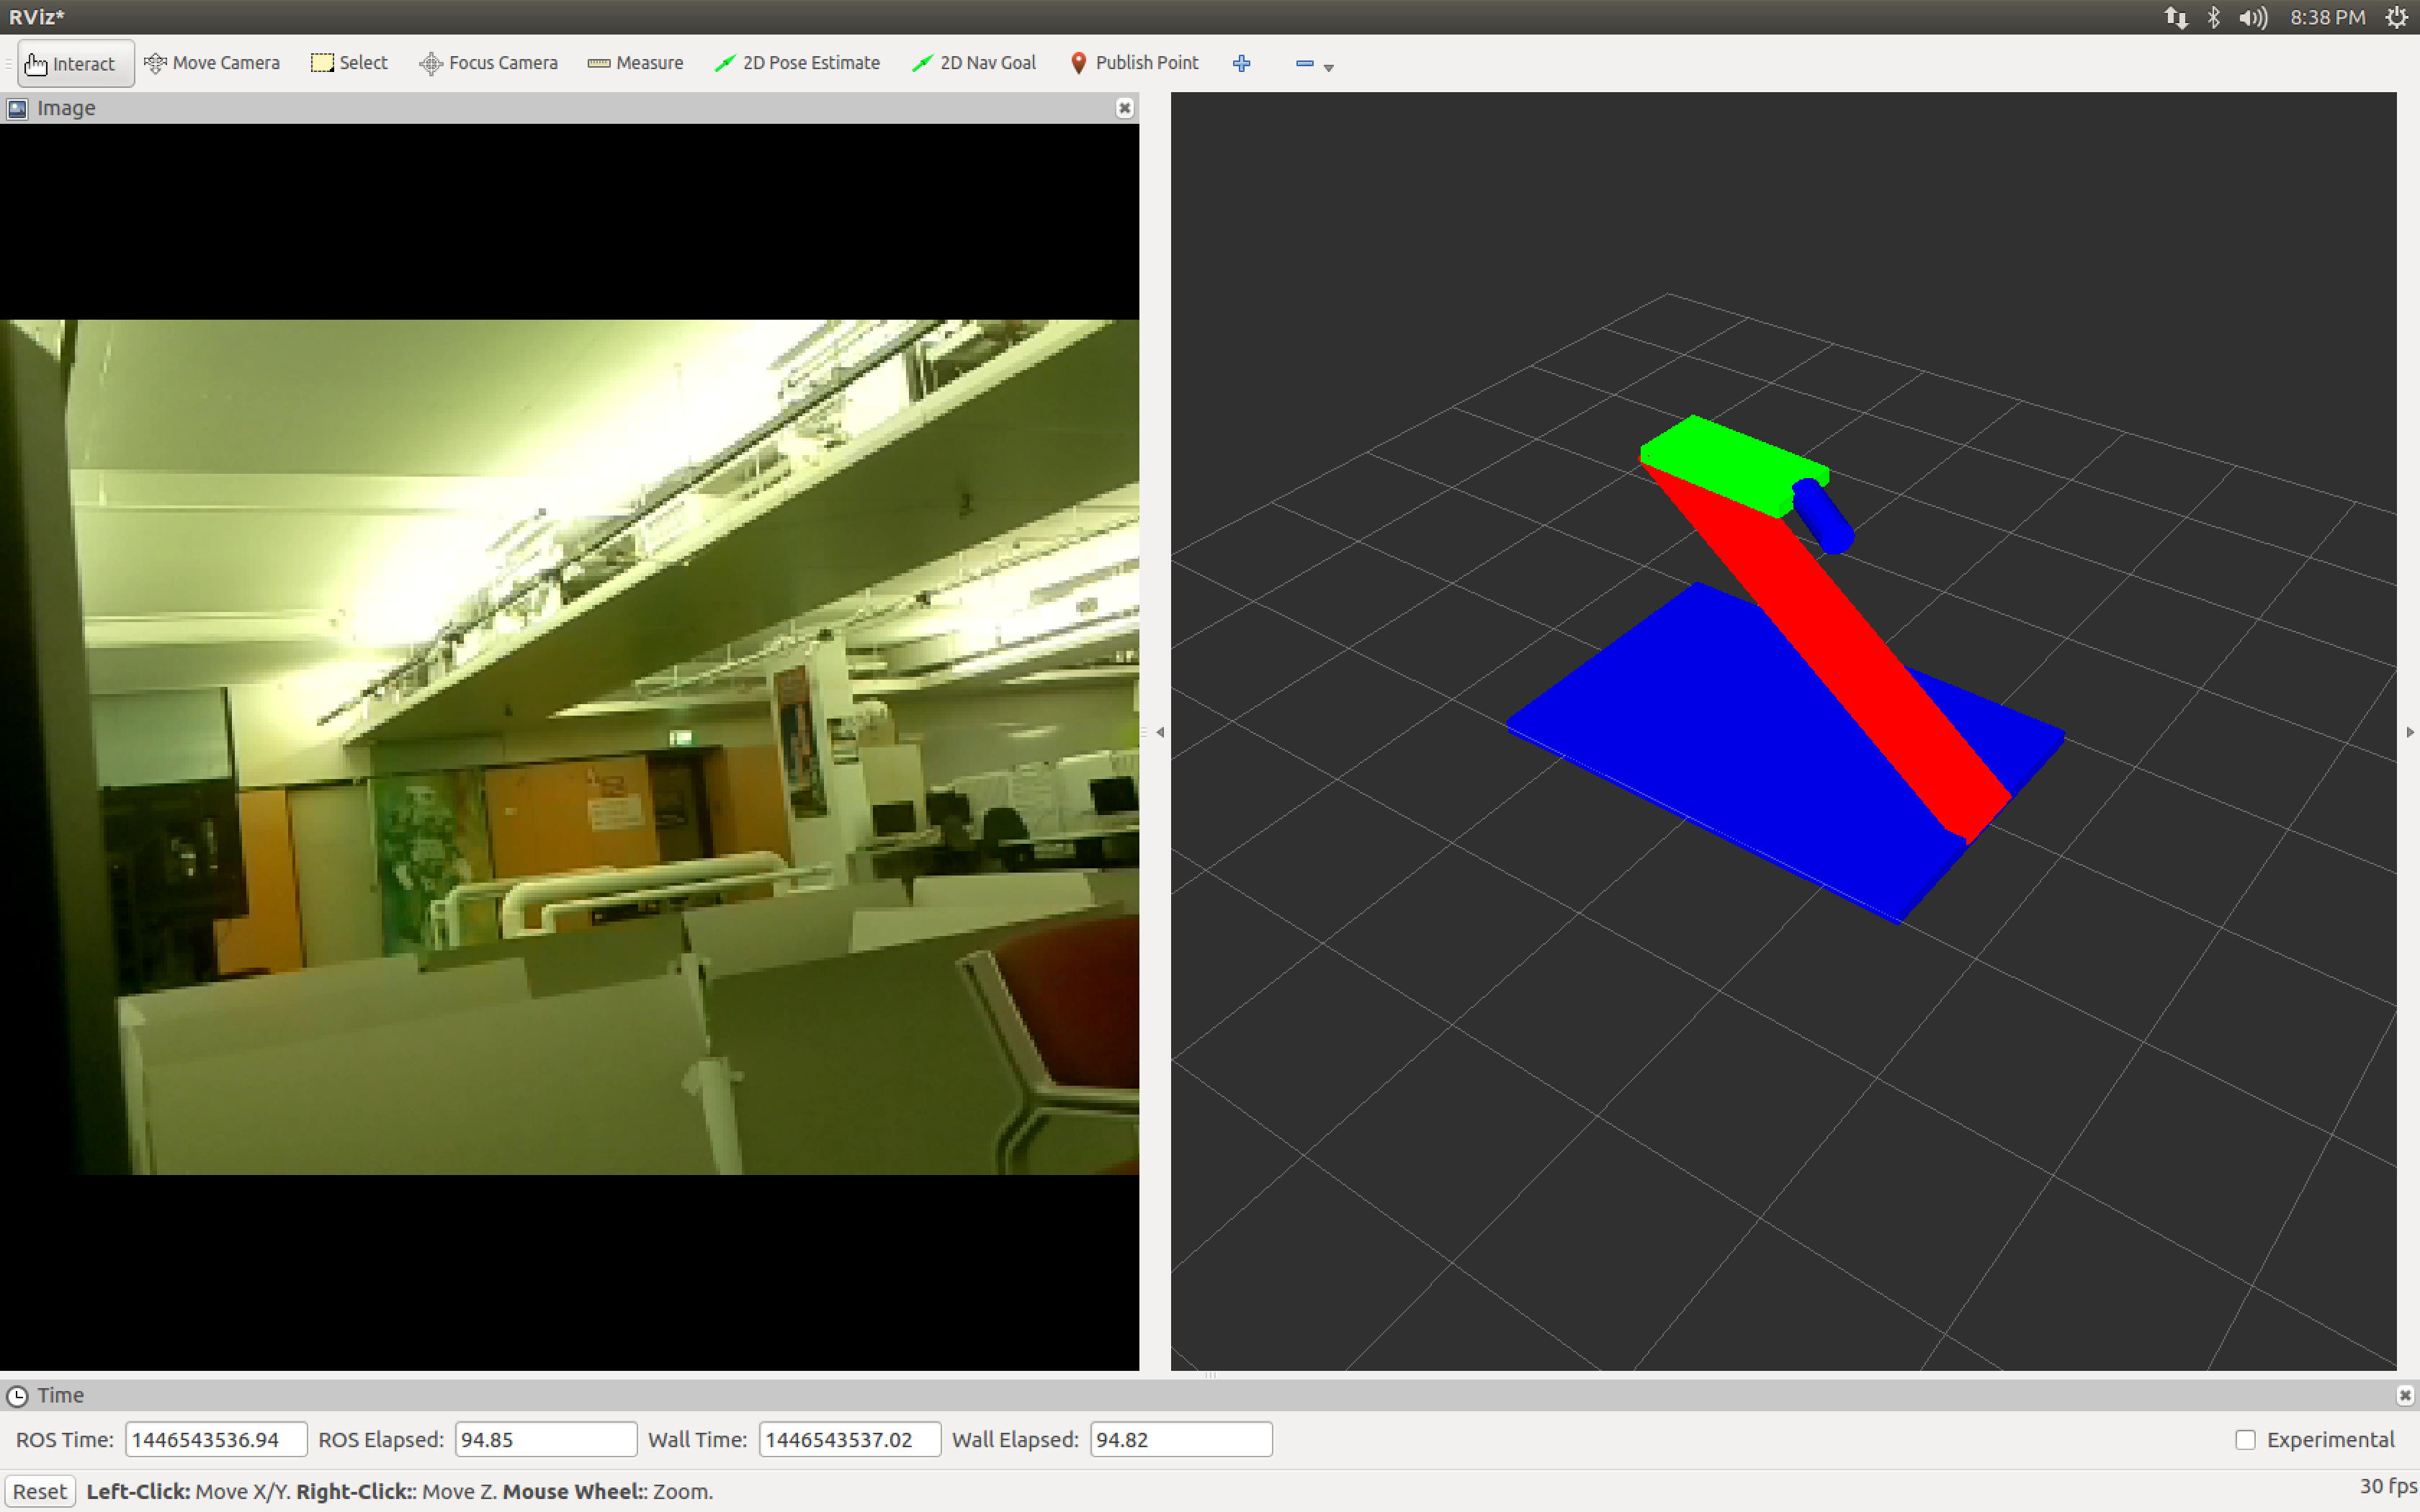 RViz*
8:38 PM
Interact Move Camera Select Focus Camera Measure 2D Pose Estimate 2D Nav Goal Publish Point
Image
Time
ROS Time: 1446543536.94 ROS Elapsed: 94.85 Wall Time: 1446543537.02 Wall Elapsed: 94.82 Experimental
Reset Left-Click: Move X/Y. Right-Click:: Move Z. Mouse Wheel:: Zoom. 30 fps